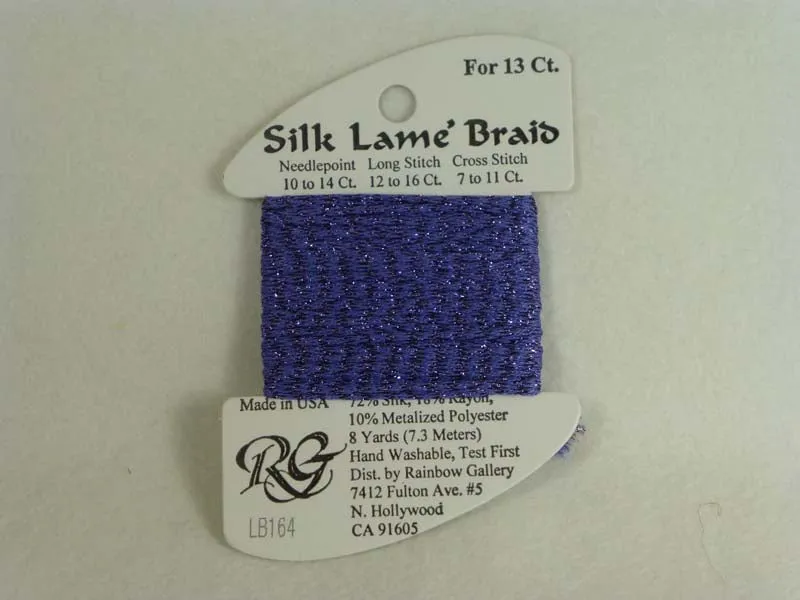 For 13 Ct.
Silk Lame' Braid
Needlepoint Long Stitch Cross Stitch
10 to 14 Ct. 12 to 16 Ct. 7 to 11 Ct.
Made in USA
72% Silk, 18% Rayon,
10% Metalized Polyester
8 Yards (7.3 Meters)
Hand Washable, Test First
Dist. by Rainbow Gallery
7412 Fulton Ave. #5
N. Hollywood
CA 91605
RG
LB164